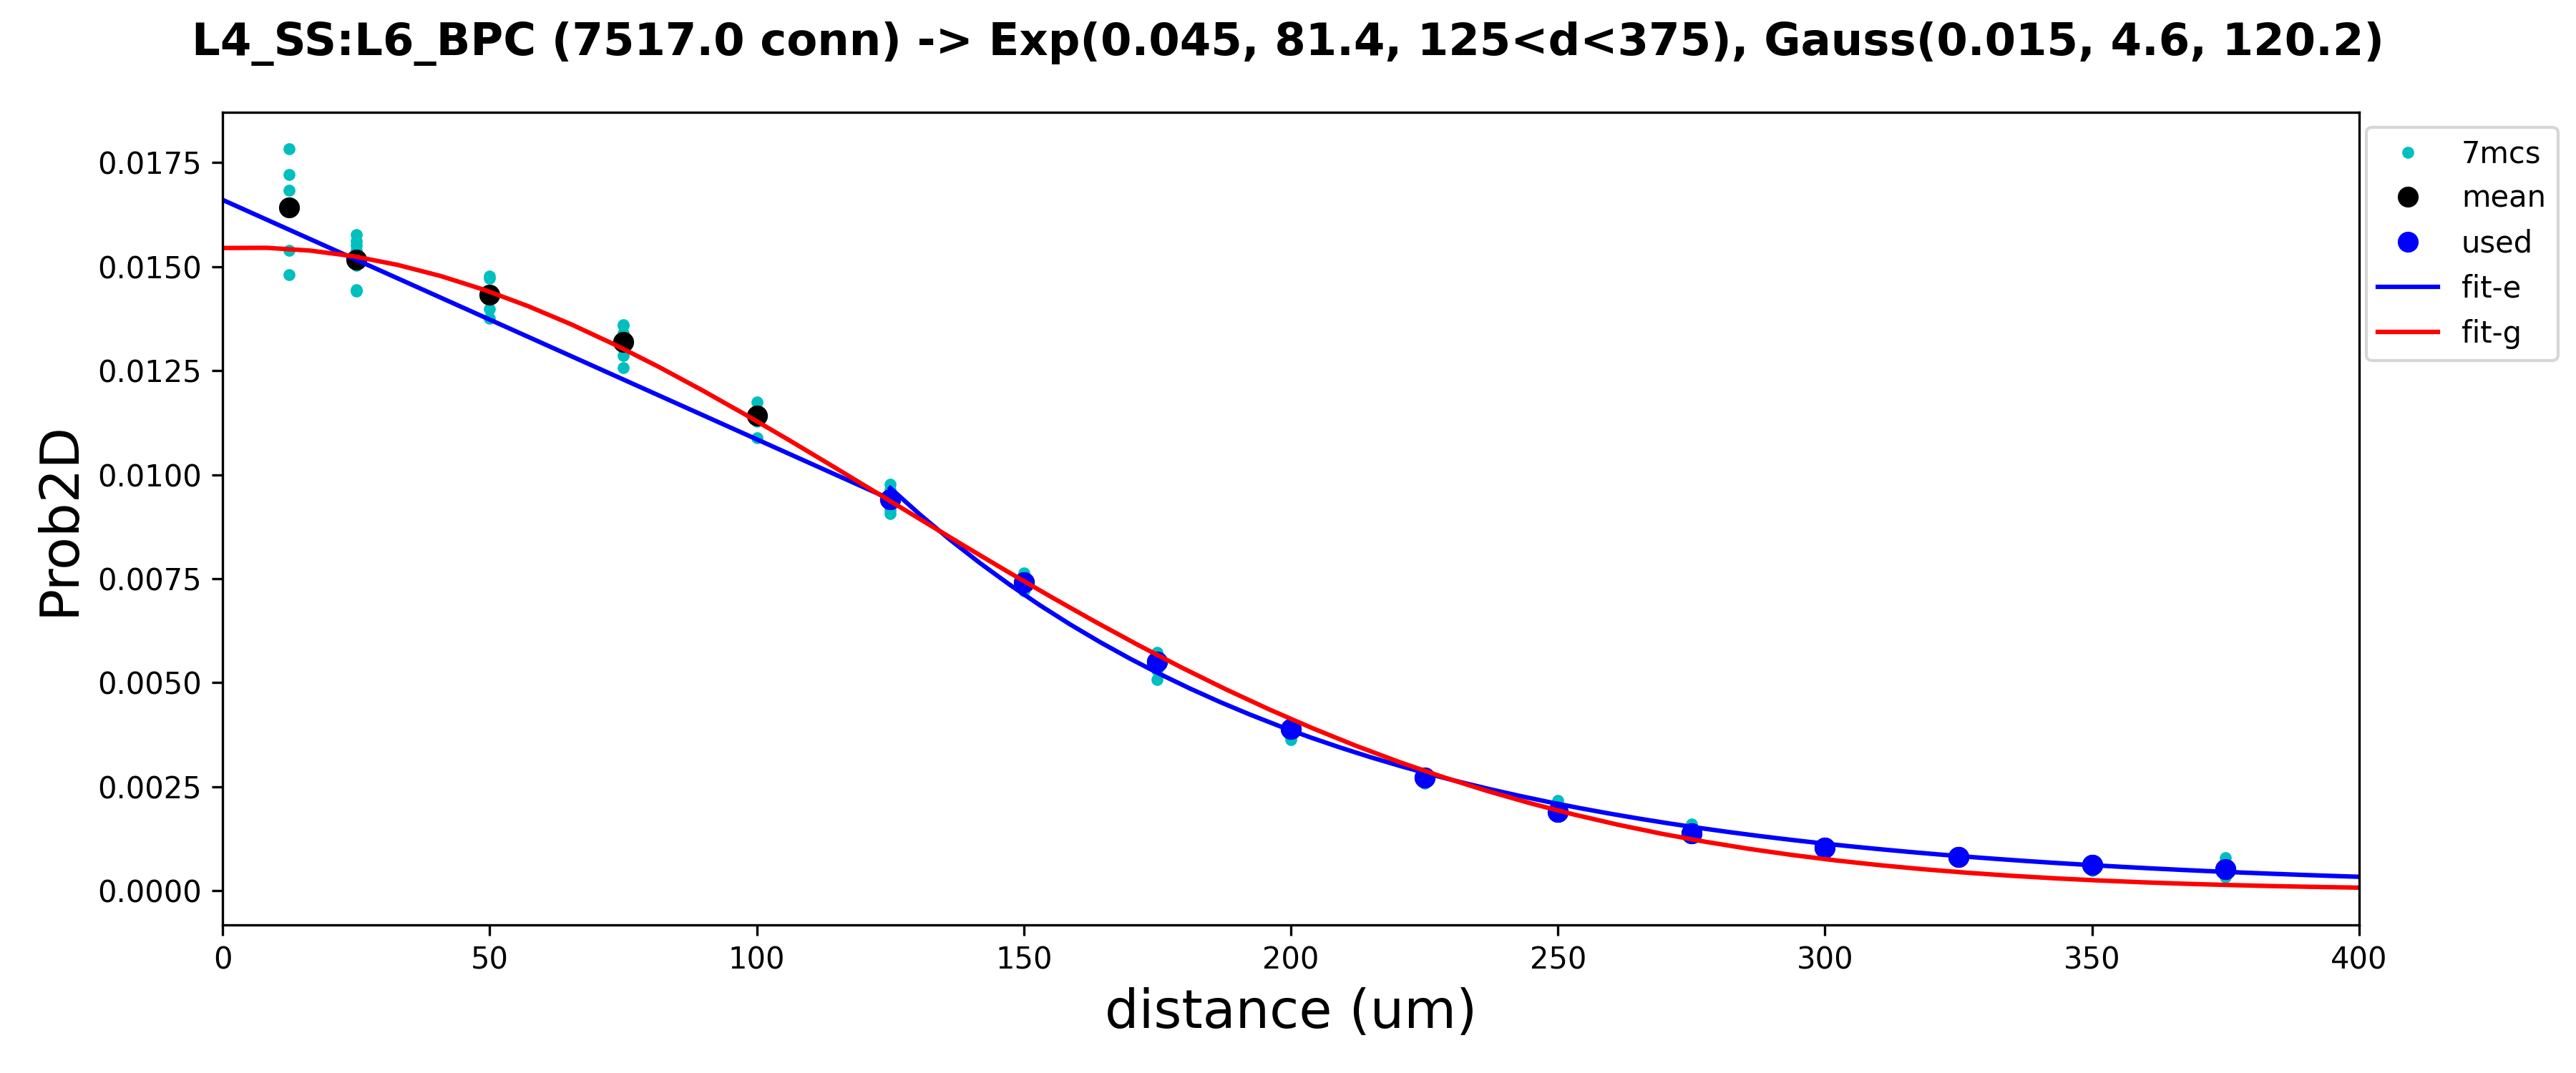 L4_SS:L6_BPC (7517.0 conn) -> Exp(0.045, 81.4, 125<d<375), Gauss(0.015, 4.6, 120.2)
Prob2D
0.0175
0.0150
0.0125
0.0100
0.0075
0.0050
0.0025
0.0000
0 50 100 150 200 250 300 350 400
distance (um)
7mcs
mean
used
fit-e
fit-g